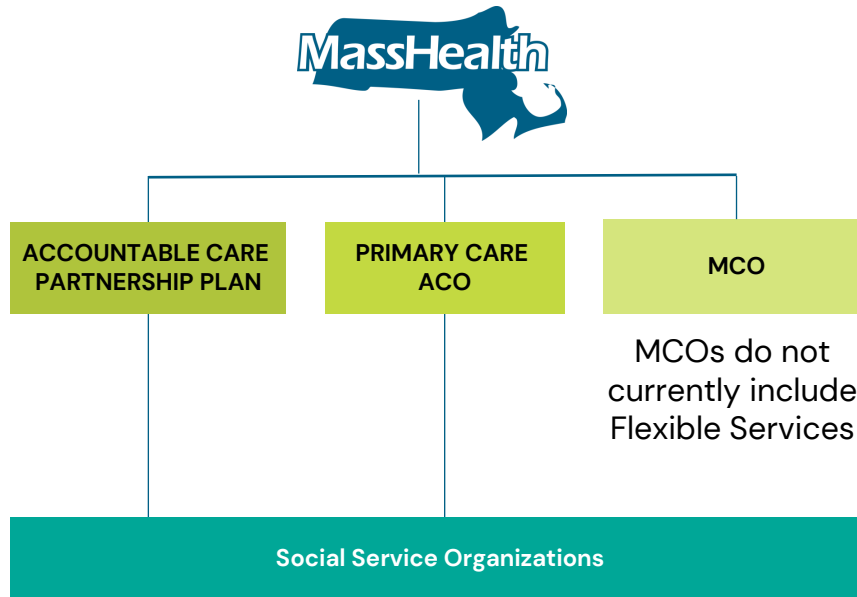 MassHealth
ACCOUNTABLE CARE
PARTNERSHIP PLAN
PRIMARY CARE
ACO
MCO
MCOs do not
currently include
Flexible Services
Social Service Organizations